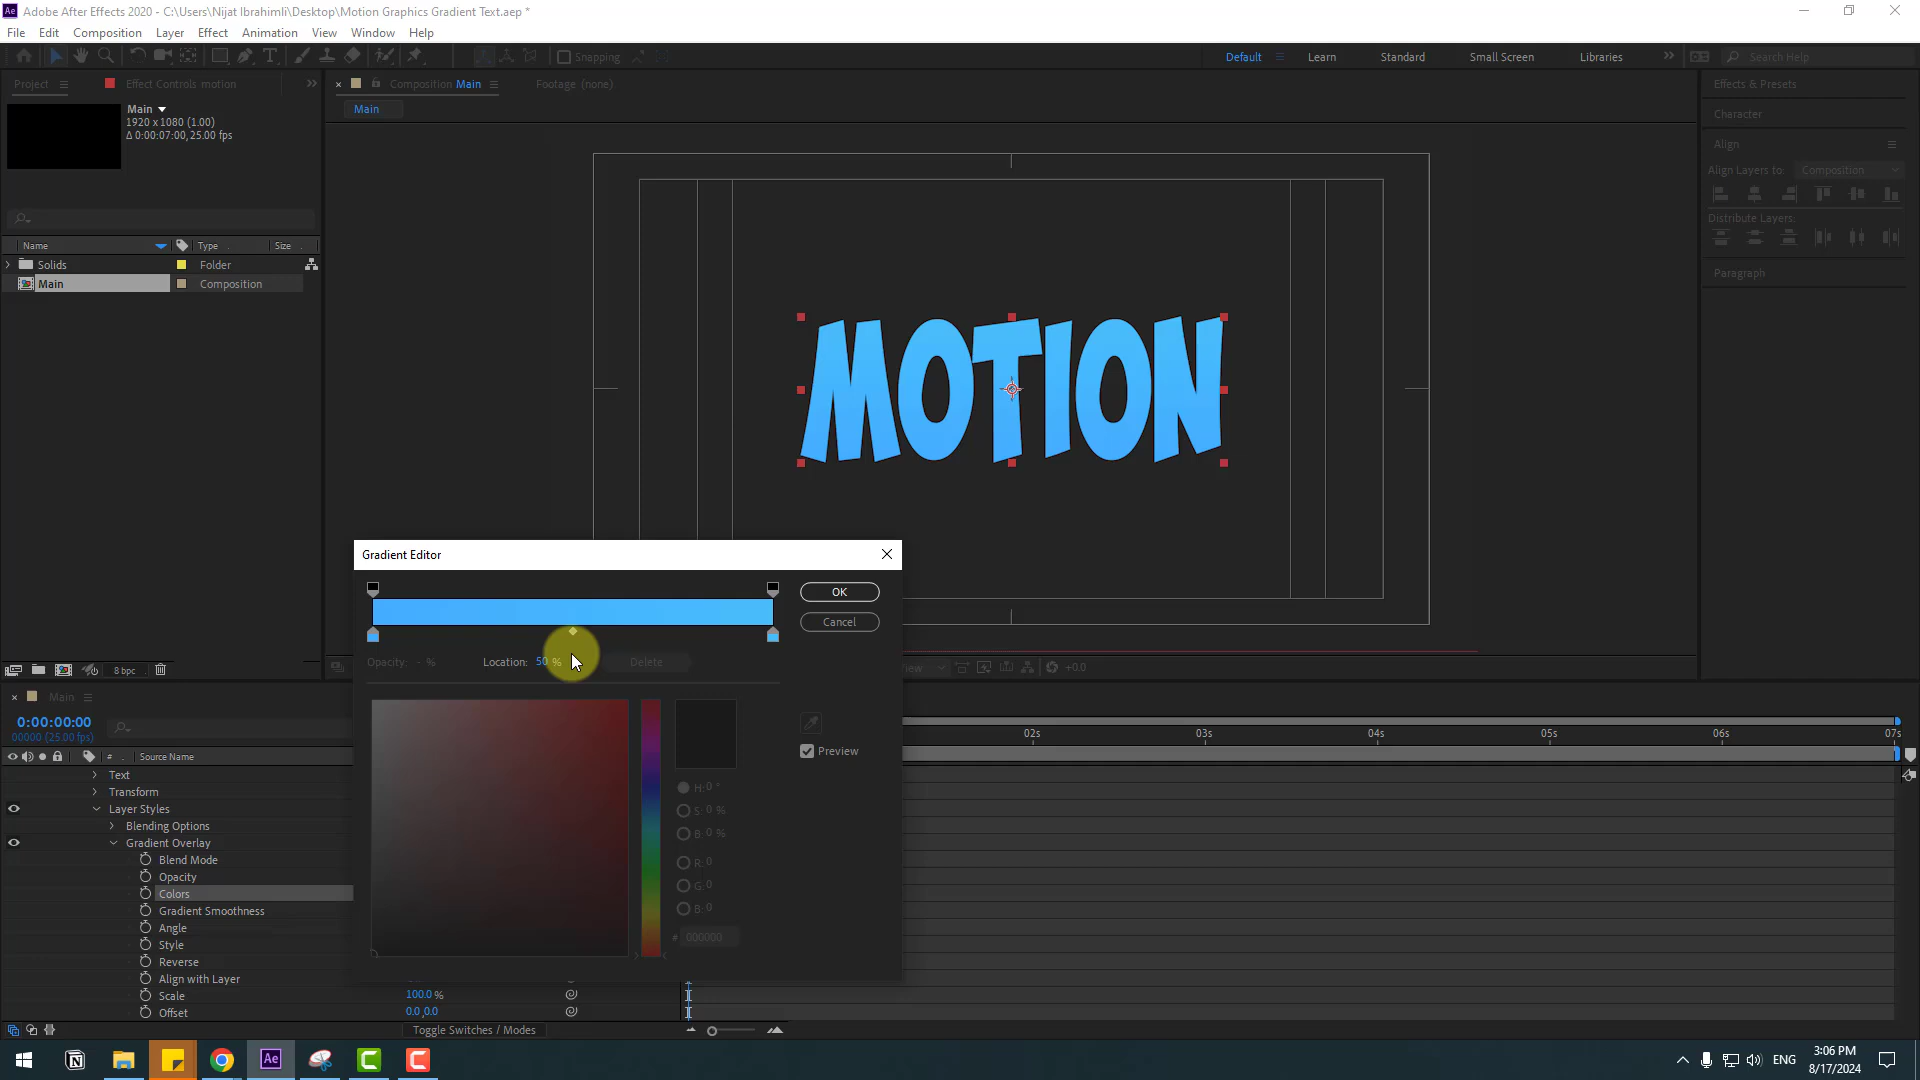 Adobe After Effects 2020 - C:\Users\Nijat Ibrahimli\Desktop\Motion Graphics Gradient Text.aep *
File Edit Composition Layer Effect Animation View Window Help
Snapping
Default Learn Standard Small Screen Libraries Search Help
Project Effect Controls motion
Composition Main Footage (none)
Effects & Presets
Main
1920 x 1080 (1.00)
Δ 0:00:07:00, 25.00 fps
Main
Character
Align
Align Layers to: Composition
Distribute Layers:
Paragraph
Name Type Size
Solids Folder
Main Composition
MOTION
Gradient Editor
OK
Cancel
Opacity: - % Location: 50 % Delete
8 bpc
+0.0
Preview
H: 0 °
S: 0 %
B: 0 %
R: 0
G: 0
B: 0
# 000000
Main
0:00:00:00
00000 (25.00 fps)
02s 03s 04s 05s 06s 07s
# Source Name
Text
Transform
Layer Styles
Blending Options
Gradient Overlay
Blend Mode
Opacity
Colors
Gradient Smoothness
Angle
Style
Reverse
Align with Layer
Scale 100.0 %
Offset 0.0,0.0
Toggle Switches / Modes
ENG
3:06 PM
8/17/2024